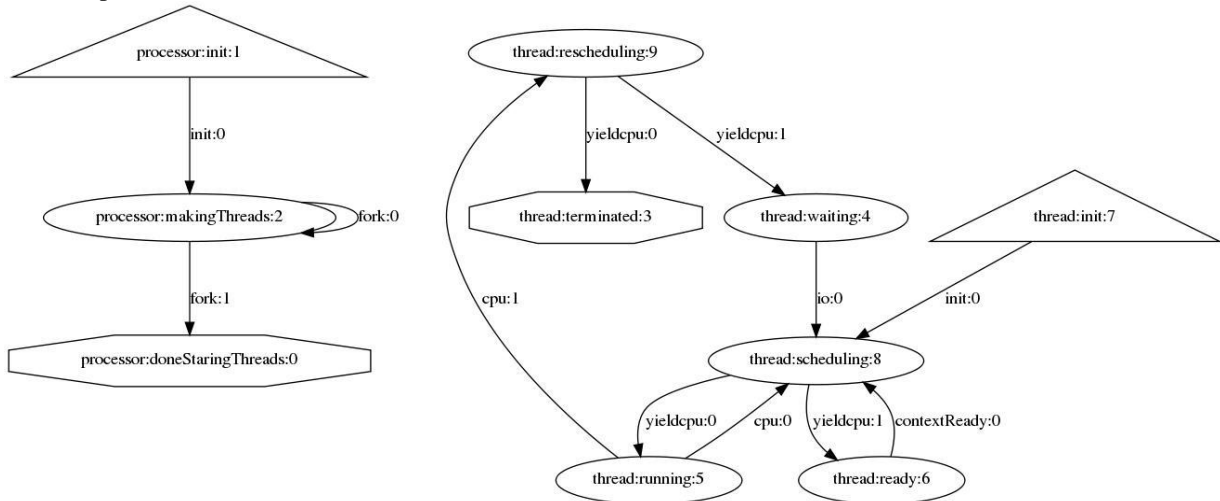 processor:init:1
thread:rescheduling:9
init:0
yieldcpu:0
yieldcpu:1
processor:makingThreads:2
fork:0
thread:terminated:3
thread:waiting:4
thread:init:7
fork:1
cpu:1
io:0
init:0
processor:doneStaringThreads:0
thread:scheduling:8
yieldcpu:0
cpu:0
yieldcpu:1
contextReady:0
thread:running:5
thread:ready:6